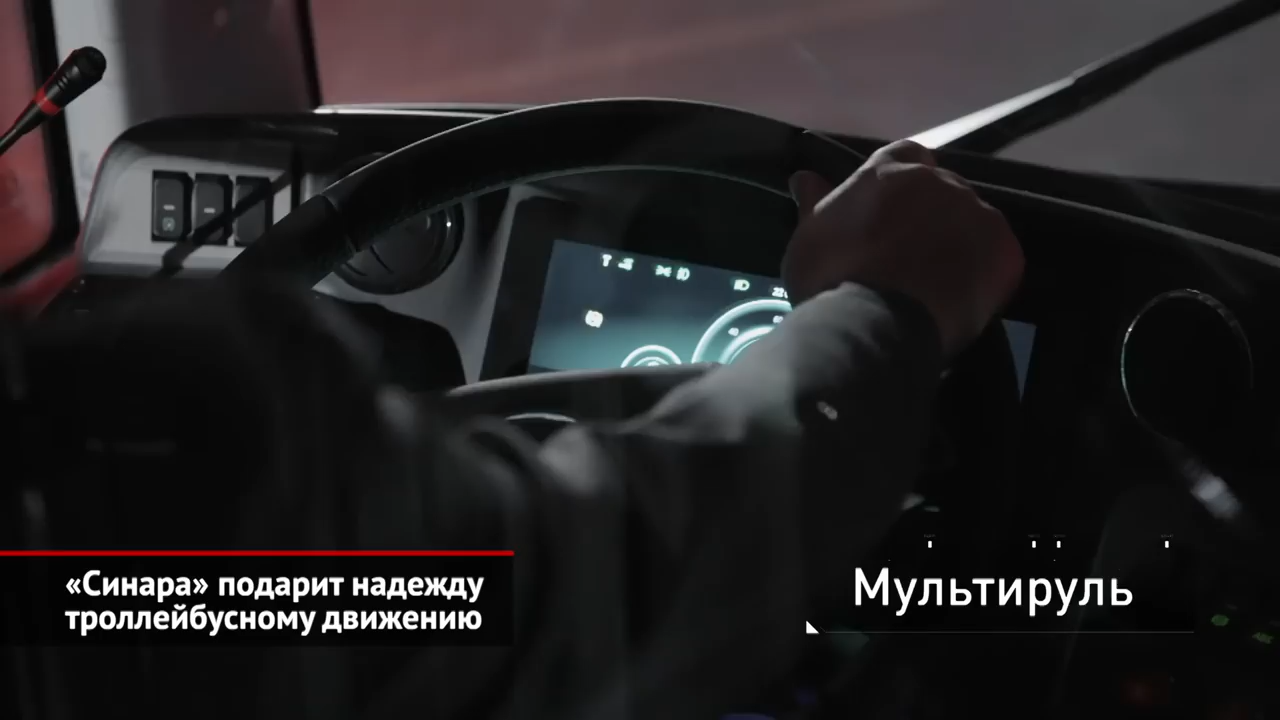 «Синара» подарит надежду
троллейбусному движению
Мультируль